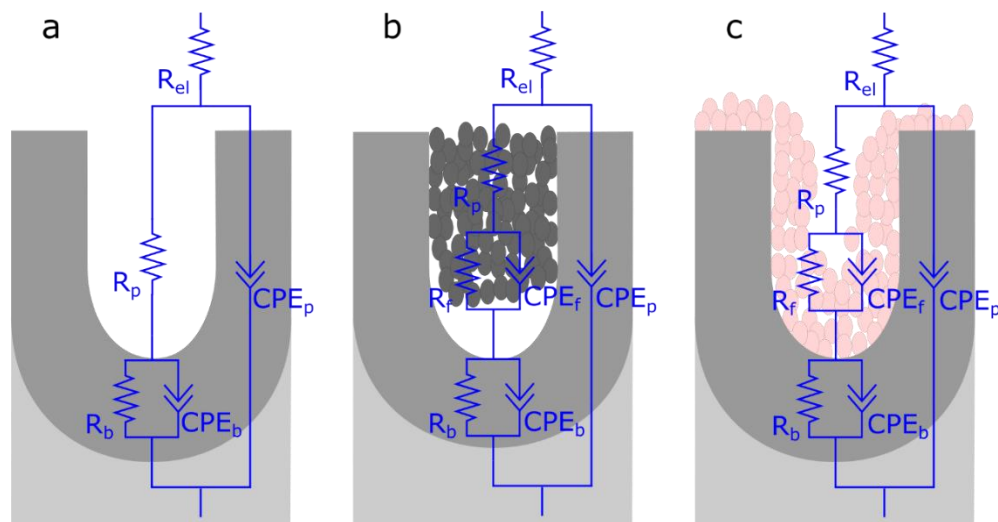 a
R_el
R_p
CPE_p
R_b
CPE_b
b
R_el
R_p
R_f
CPE_f
CPE_p
R_b
CPE_b
c
R_el
R_p
R_f
CPE_f
CPE_p
R_b
CPE_b